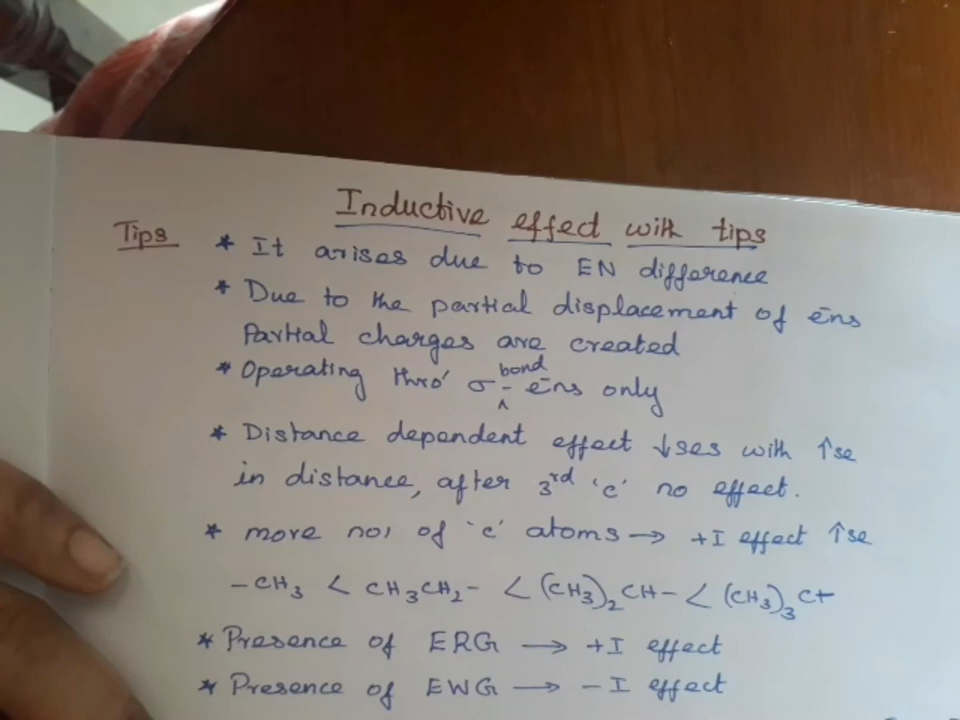 Inductive effect with tips
Tips
* It arises due to EN difference
* Due to the partial displacement of ēns
Partial charges are created
* Operating thro' σ - bond ēns only
* Distance dependent effect ↓ses with ↑se
in distance, after 3rd 'c' no effect.
* more no, of 'c' atoms → +I effect ↑se
-CH3 < CH3CH2- < (CH3)2 CH- < (CH3)3 C+
* Presence of ERG → +I effect
* Presence of EWG → -I effect